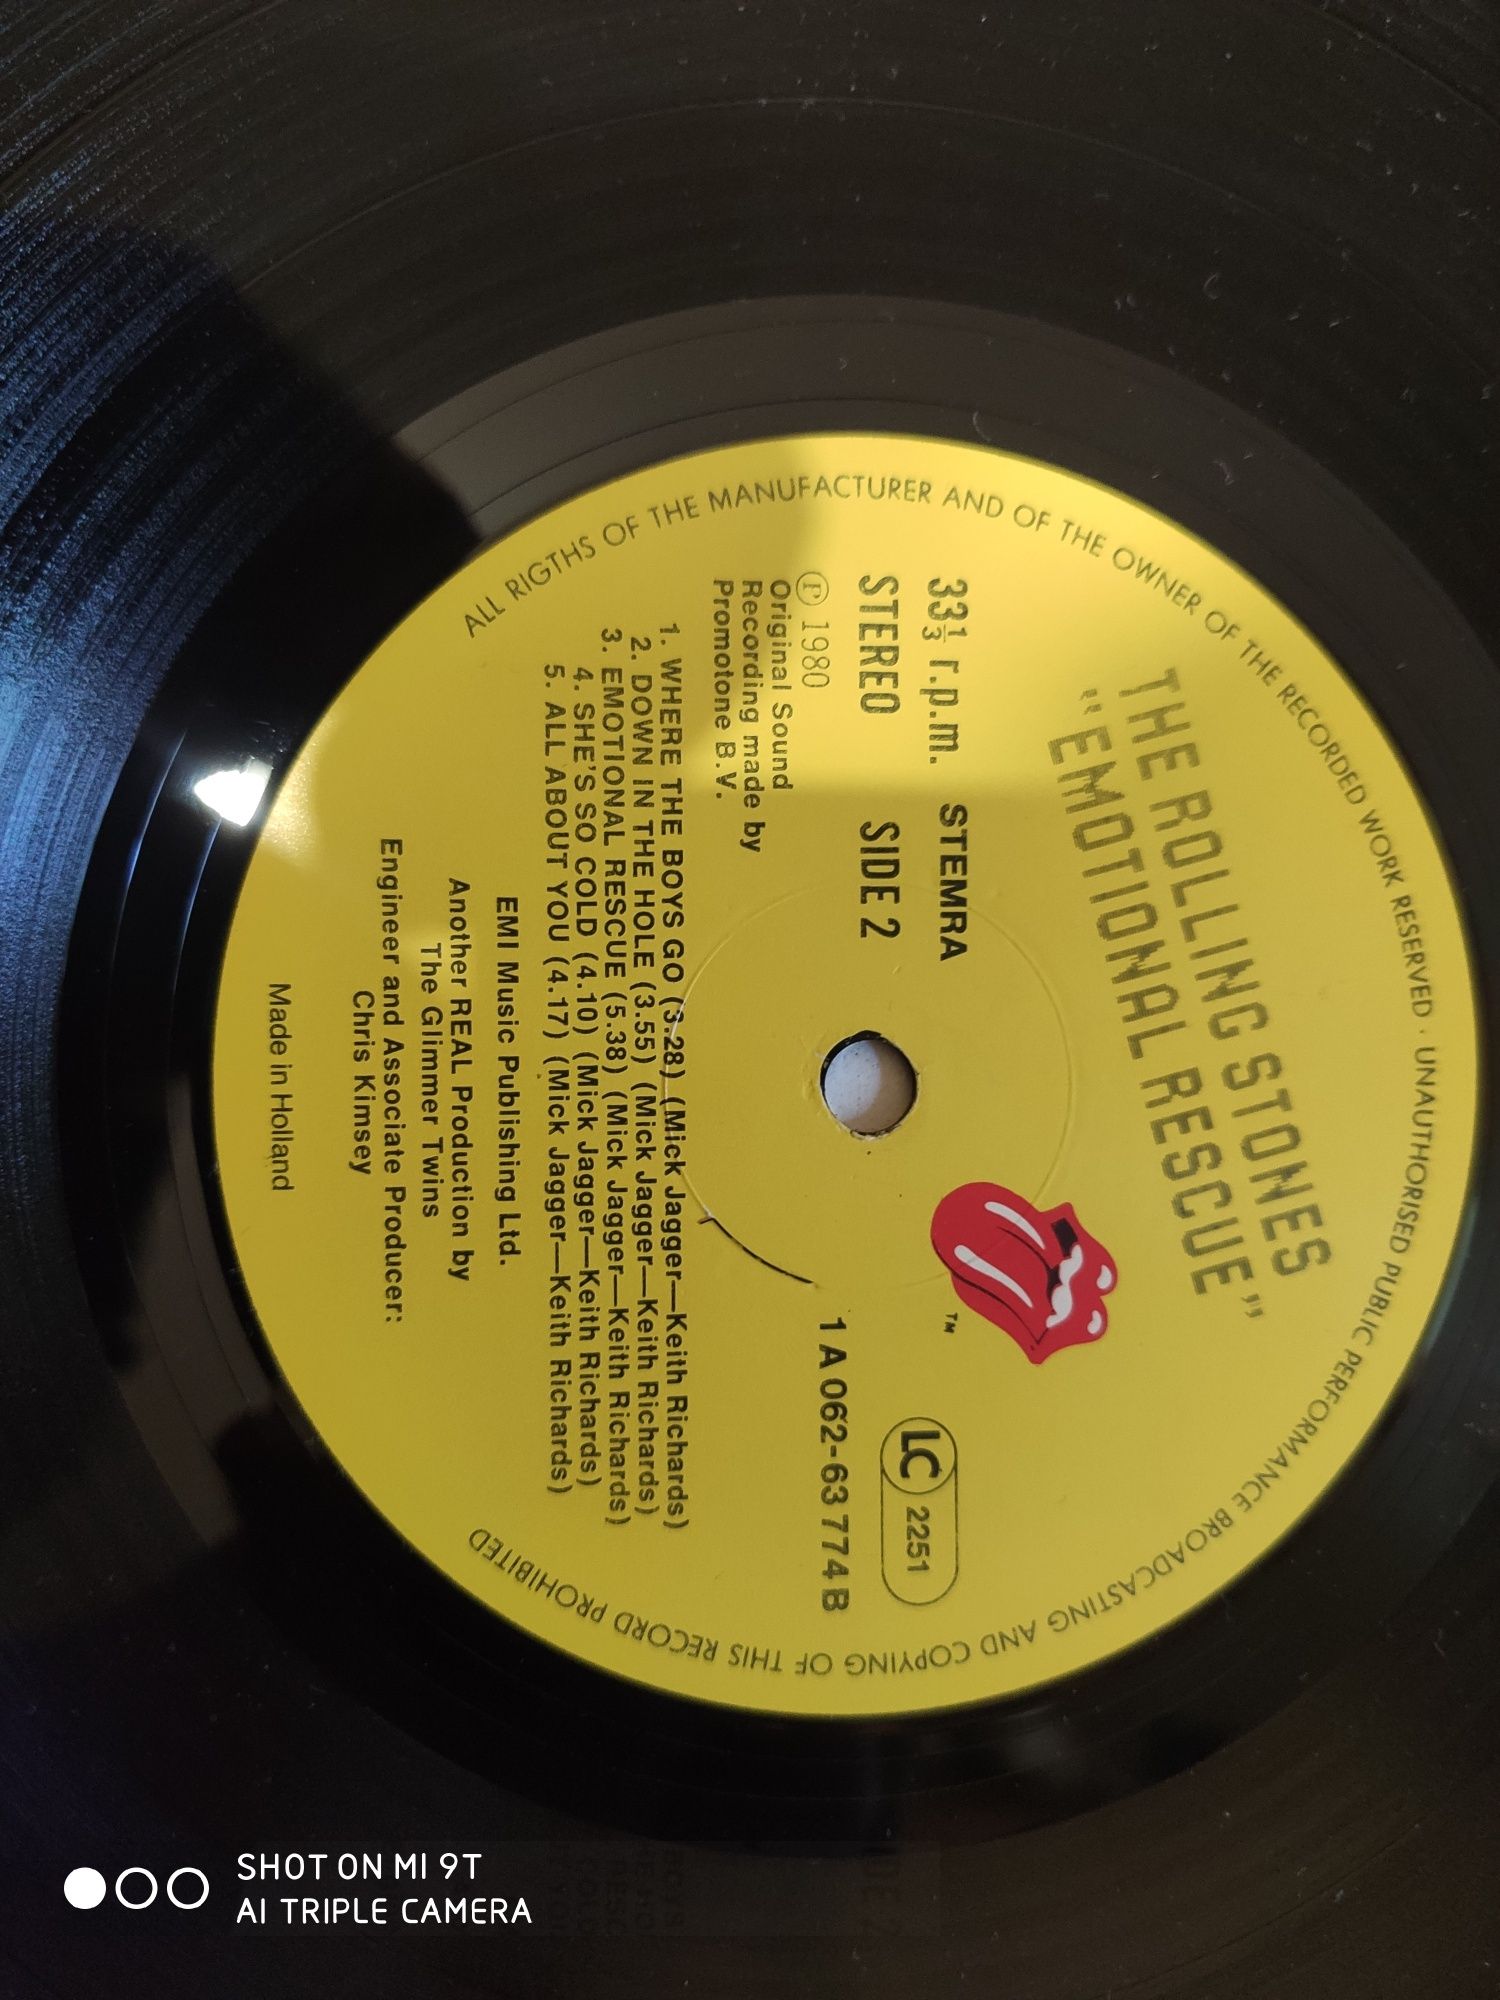 ALL RIGTHS OF THE MANUFACTURER AND OF THE OWNER OF THE RECORDED WORK RESERVED · UNAUTHORISED PUBLIC PERFORMANCE BROADCASTING AND COPYING OF THIS RECORD PROHIBITED
THE ROLLING STONES
"EMOTIONAL RESCUE"
33⅓ r.p.m. STEMRA
STEREO SIDE 2
TM
LC 2251
1 A 062-63 774 B
Ⓟ 1980
Original Sound
Recording made by
Promotone B.V.
1. WHERE THE BOYS GO (3.28) (Mick Jagger—Keith Richards)
2. DOWN IN THE HOLE (3.55) (Mick Jagger—Keith Richards)
3. EMOTIONAL RESCUE (5.38) (Mick Jagger—Keith Richards)
4. SHE'S SO COLD (4.10) (Mick Jagger—Keith Richards)
5. ALL ABOUT YOU (4.17) (Mick Jagger—Keith Richards)
EMI Music Publishing Ltd.
Another REAL Production by
The Glimmer Twins
Engineer and Associate Producer:
Chris Kimsey
Made in Holland
SHOT ON MI 9T
AI TRIPLE CAMERA